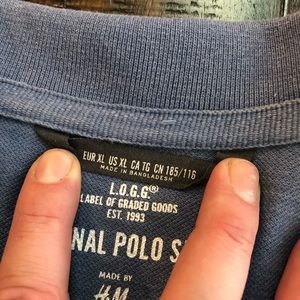 EUR XL US XL CA TG CN 185/116
MADE IN BANGLADESH
L.O.G.G.®
LABEL OF GRADED GOODS
EST. 1993
NAL POLO S
MADE BY
H&M